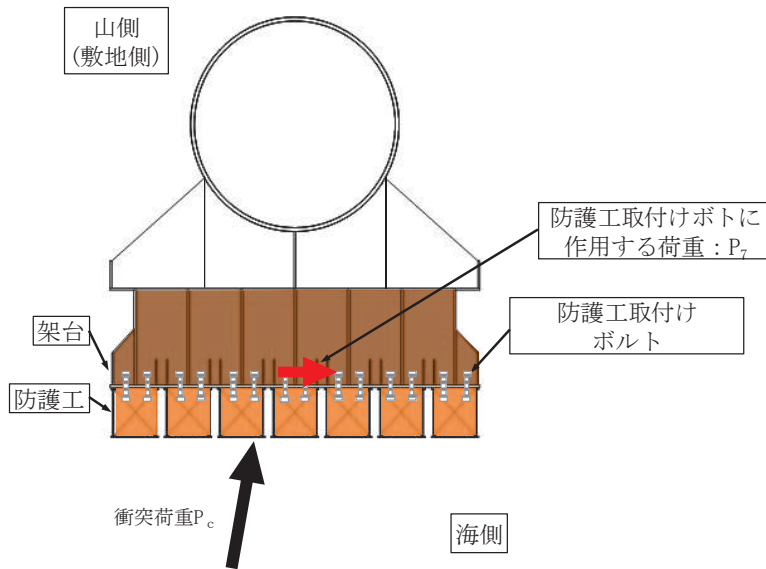 山側
(敷地側)
防護工取付けボトに
作用する荷重：P₇
防護工取付け
ボルト
架台
防護工
衝突荷重Pc
海側